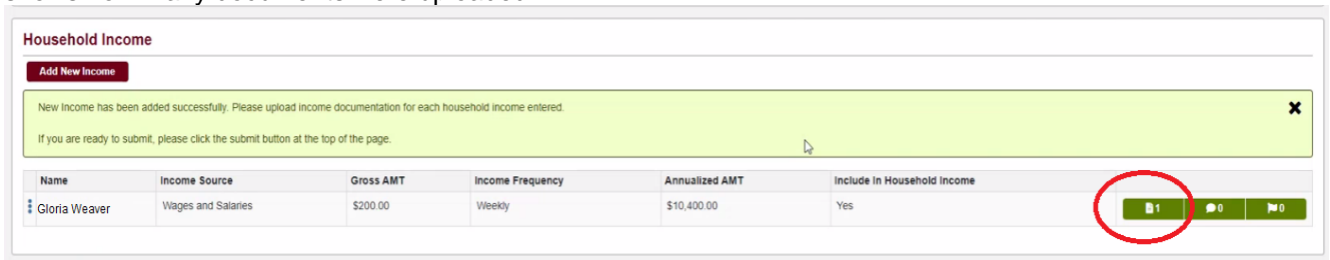 Household Income
Add New Income
New Income has been added successfully. Please upload income documentation for each household income entered.
If you are ready to submit, please click the submit button at the top of the page.
Name Income Source Gross AMT Income Frequency Annualized AMT Include In Household Income
Gloria Weaver Wages and Salaries $200.00 Weekly $10,400.00 Yes 1 0 0